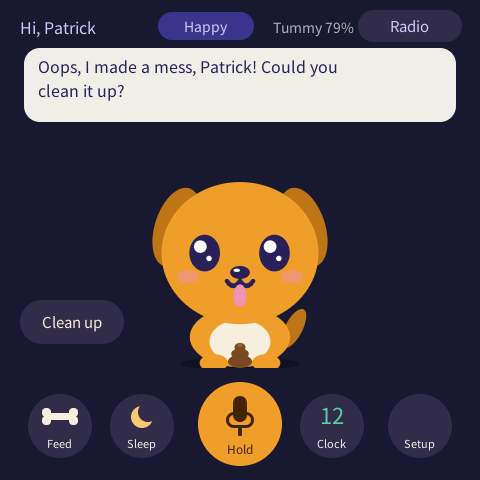 Hi, Patrick
Happy
Tummy 79%
Radio
Oops, I made a mess, Patrick! Could you
clean it up?
Clean up
12
Feed
Sleep
Hold
Clock
Setup